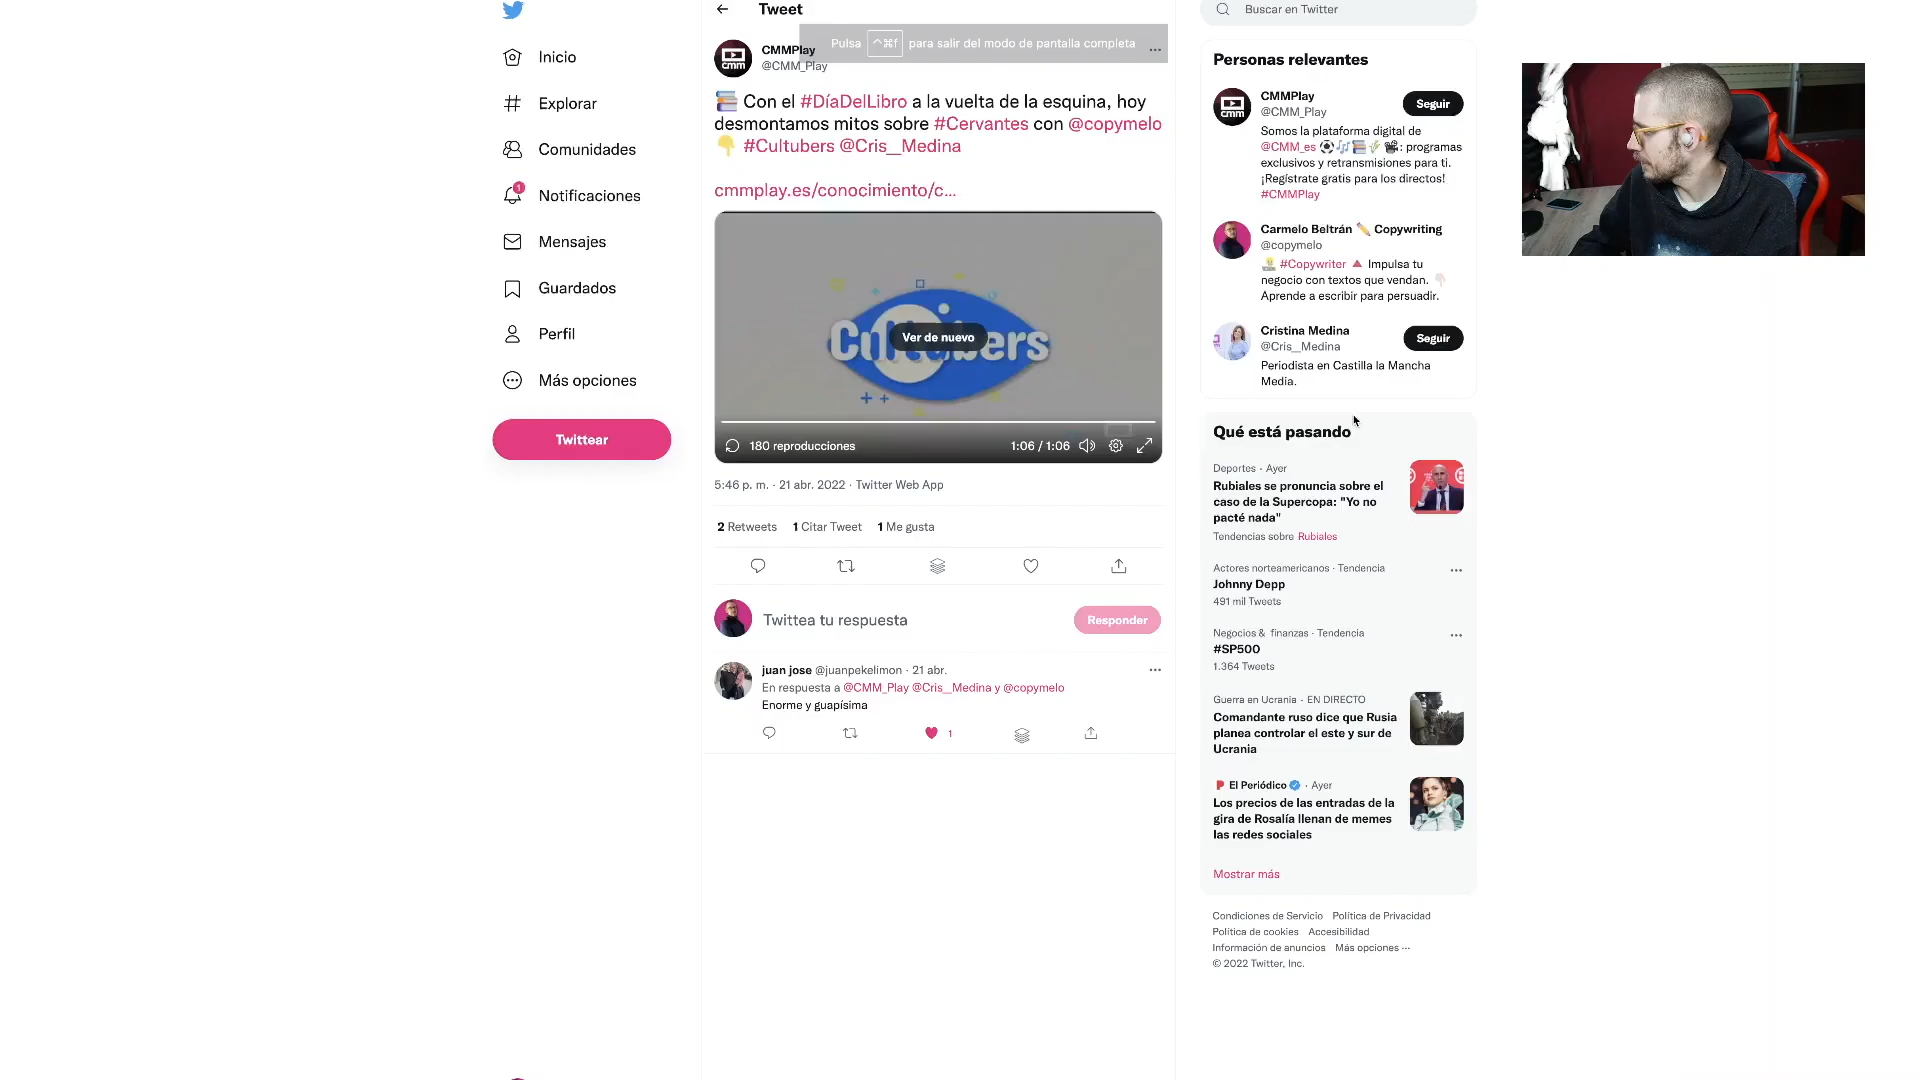 Inicio
Explorar
Comunidades
1
Notificaciones
Mensajes
Guardados
Perfil
Más opciones
Twittear
Tweet
Pulsa ^⌘f para salir del modo de pantalla completa
CMMPlay
@CMM_Play
cmm
Con el #DíaDelLibro a la vuelta de la esquina, hoy
desmontamos mitos sobre #Cervantes con @copymelo
#Cultubers @Cris__Medina
cmmplay.es/conocimiento/c...
Cultubers
Ver de nuevo
180 reproducciones
1:06 / 1:06
5:46 p. m. · 21 abr. 2022 · Twitter Web App
2 Retweets 1 Citar Tweet 1 Me gusta
Twittea tu respuesta
Responder
juan jose @juanpekelimon · 21 abr.
En respuesta a @CMM_Play @Cris__Medina y @copymelo
Enorme y guapísima
1
Buscar en Twitter
Personas relevantes
CMMPlay
@CMM_Play
cmm
Seguir
Somos la plataforma digital de
@CMM_es : programas
exclusivos y retransmisiones para ti.
¡Regístrate gratis para los directos!
#CMMPlay
Carmelo Beltrán Copywriting
@copymelo
#Copywriter Impulsa tu
negocio con textos que vendan.
Aprende a escribir para persuadir.
Cristina Medina
@Cris__Medina
Seguir
Periodista en Castilla la Mancha
Media.
Qué está pasando
Deportes · Ayer
Rubiales se pronuncia sobre el
caso de la Supercopa: "Yo no
pacté nada"
Tendencias sobre Rubiales
Actores norteamericanos · Tendencia
Johnny Depp
491 mil Tweets
Negocios & finanzas · Tendencia
#SP500
1.364 Tweets
Guerra en Ucrania · EN DIRECTO
Comandante ruso dice que Rusia
planea controlar el este y sur de
Ucrania
El Periódico · Ayer
Los precios de las entradas de la
gira de Rosalía llenan de memes
las redes sociales
Mostrar más
Condiciones de Servicio Política de Privacidad
Política de cookies Accesibilidad
Información de anuncios Más opciones ···
© 2022 Twitter, Inc.